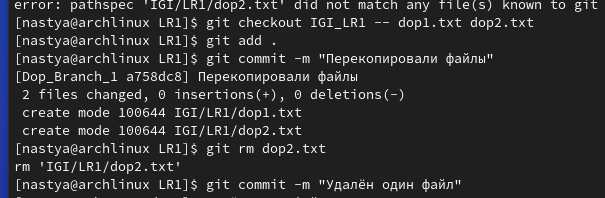 error: pathspec 'IGI/LR1/dop2.txt' did not match any file(s) known to git
[nastya@archlinux LR1]$ git checkout IGI_LR1 -- dop1.txt dop2.txt
[nastya@archlinux LR1]$ git add .
[nastya@archlinux LR1]$ git commit -m "Перекопировали файлы"
[Dop_Branch_1 a758dc8] Перекопировали файлы
 2 files changed, 0 insertions(+), 0 deletions(-)
 create mode 100644 IGI/LR1/dop1.txt
 create mode 100644 IGI/LR1/dop2.txt
[nastya@archlinux LR1]$ git rm dop2.txt
rm 'IGI/LR1/dop2.txt'
[nastya@archlinux LR1]$ git commit -m "Удалён один файл"